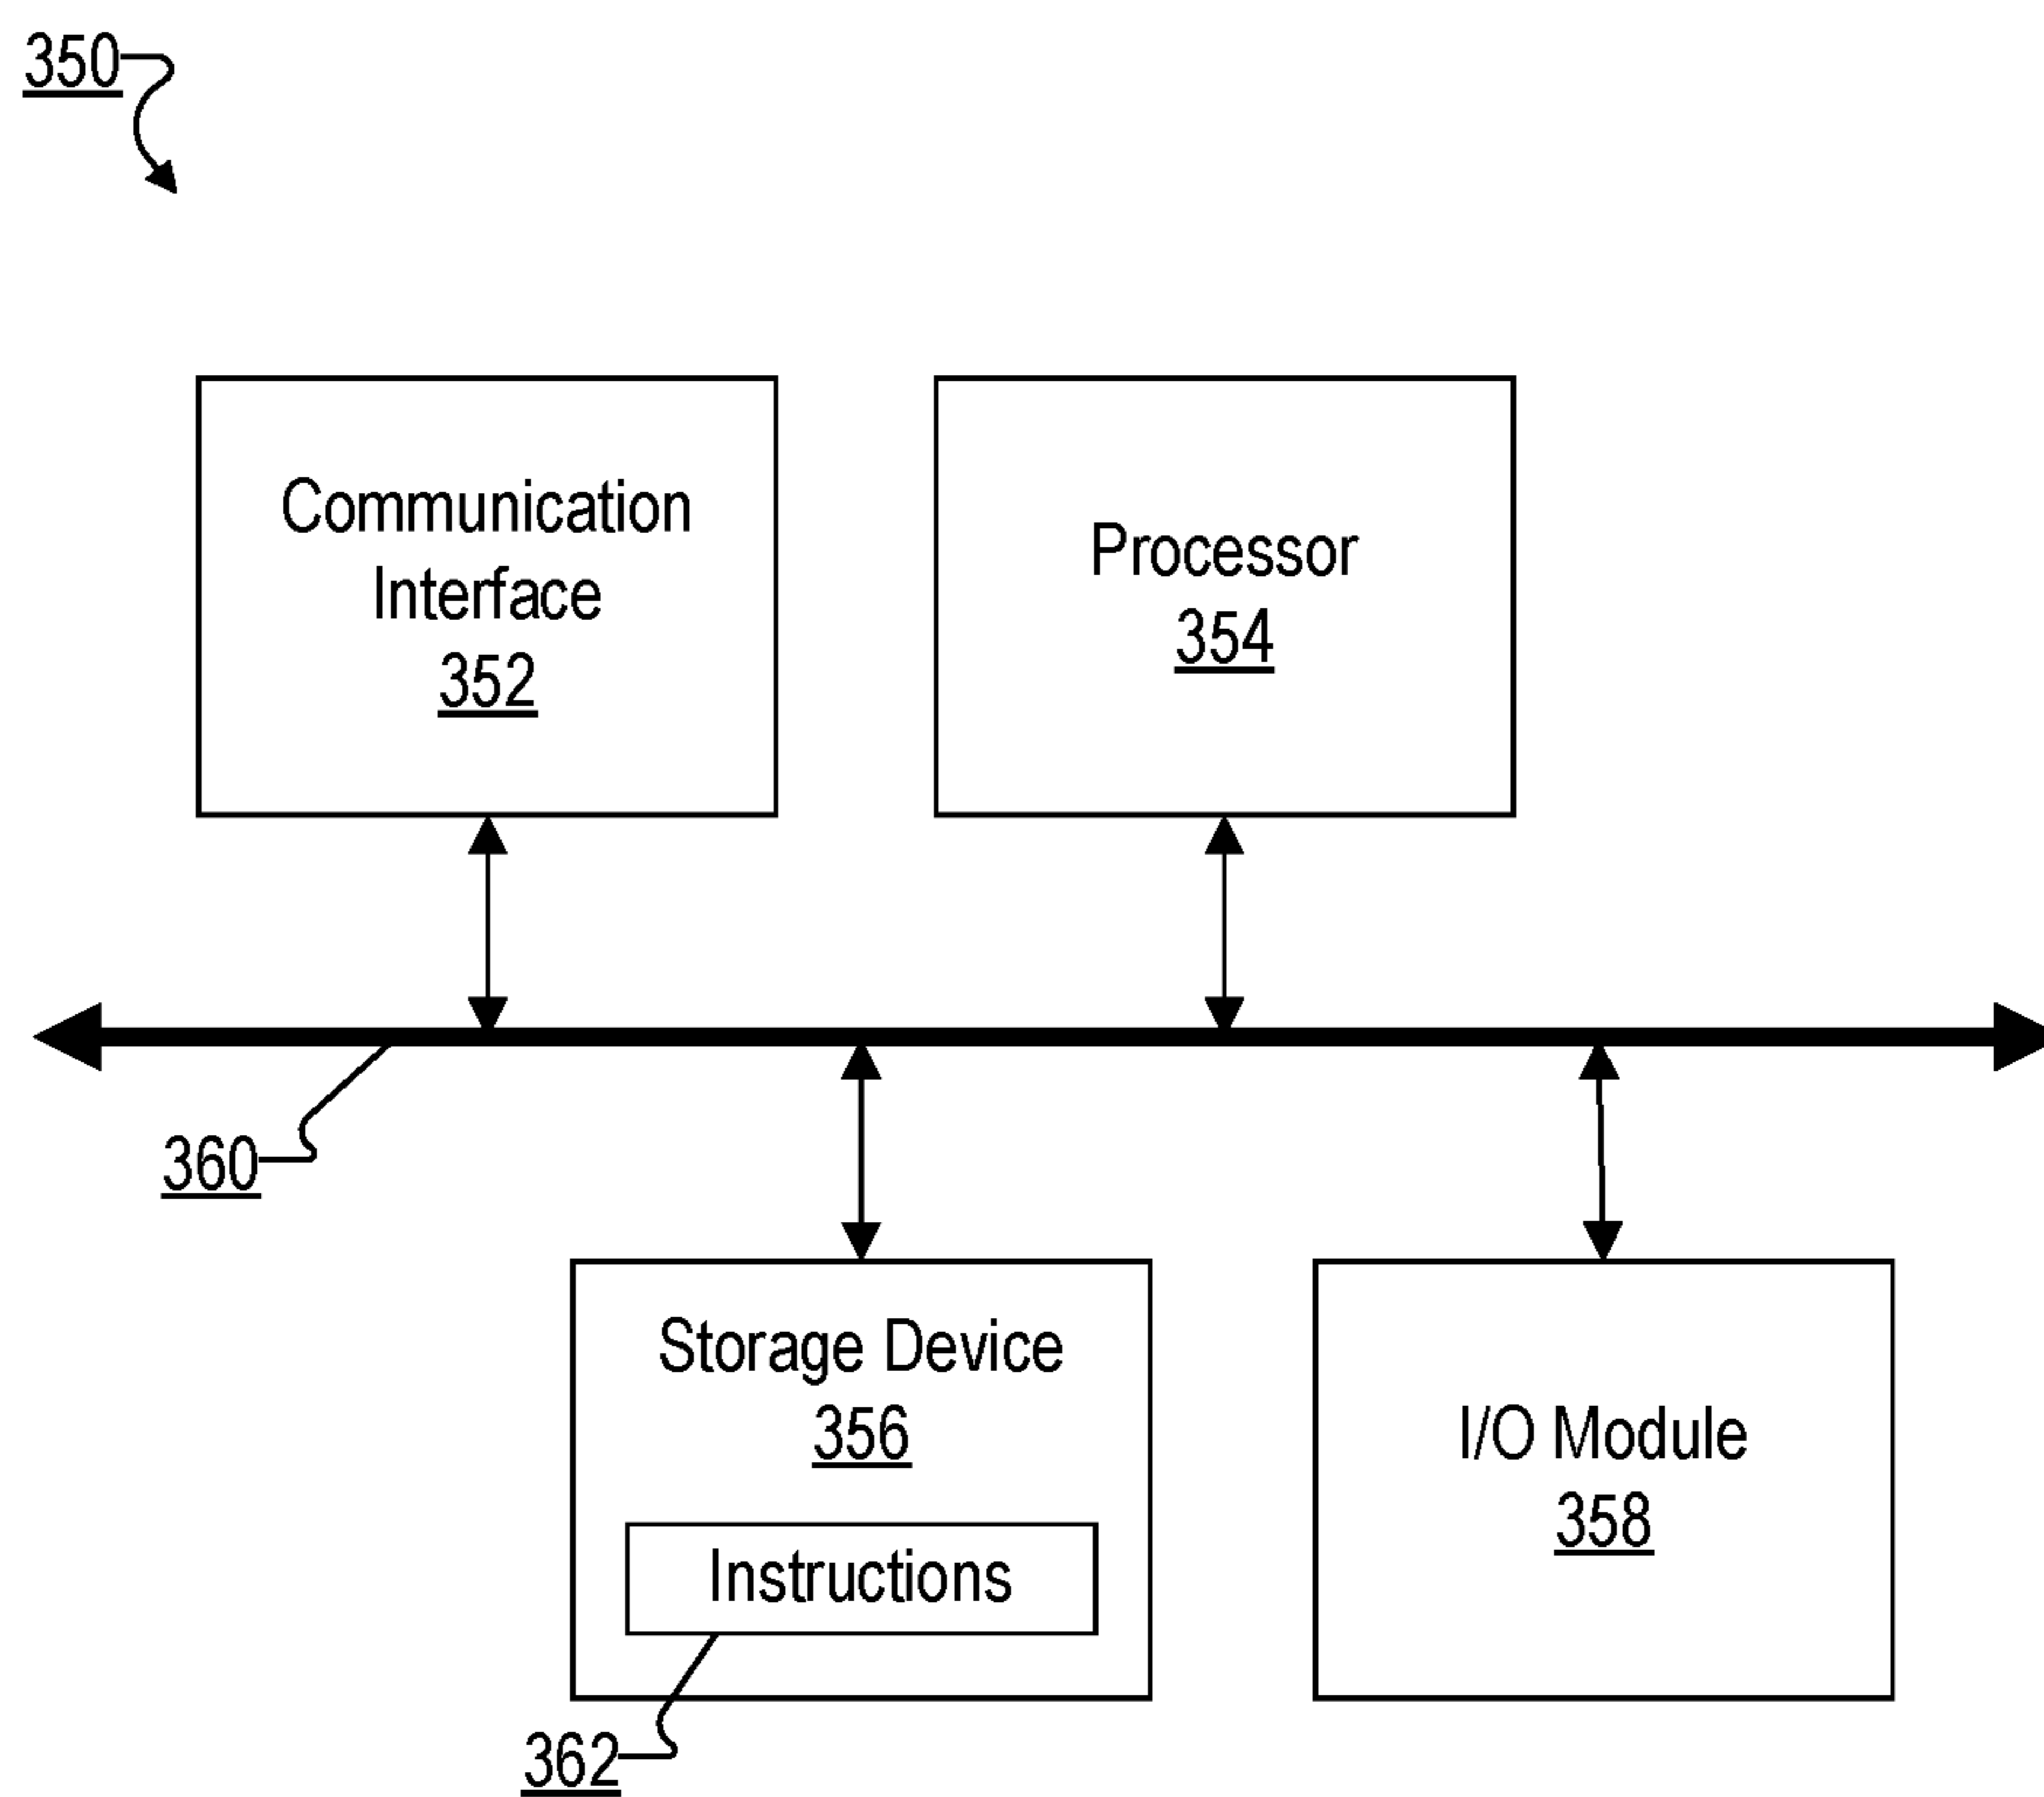 350
Communication
Interface
352
Processor
354
360
Storage Device
356
Instructions
362
I/O Module
358